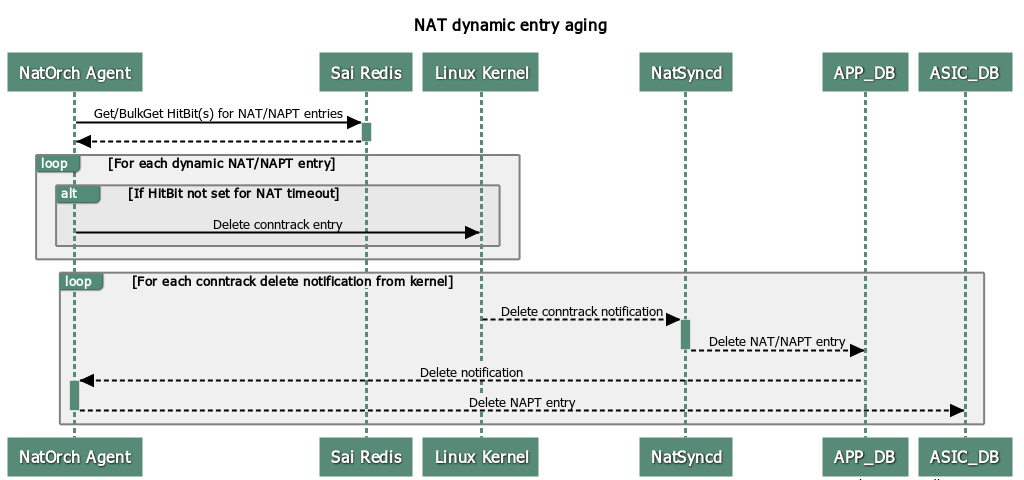 NAT dynamic entry aging
NatOrch Agent
Sai Redis
Linux Kernel
NatSyncd
APP_DB
ASIC_DB
Get/BulkGet HitBit(s) for NAT/NAPT entries
loop
[For each dynamic NAT/NAPT entry]
alt
[If HitBit not set for NAT timeout]
Delete conntrack entry
loop
[For each conntrack delete notification from kernel]
Delete conntrack notification
Delete NAT/NAPT entry
Delete notification
Delete NAPT entry
NatOrch Agent
Sai Redis
Linux Kernel
NatSyncd
APP_DB
ASIC_DB